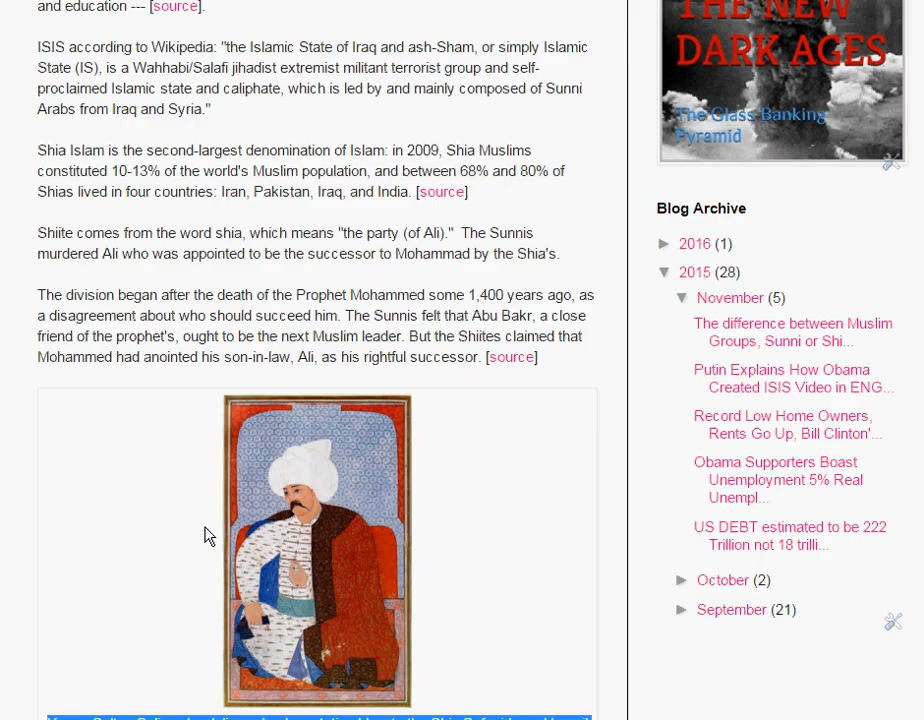 and education --- [source].
ISIS according to Wikipedia: "the Islamic State of Iraq and ash-Sham, or simply Islamic
State (IS), is a Wahhabi/Salafi jihadist extremist militant terrorist group and self-
proclaimed Islamic state and caliphate, which is led by and mainly composed of Sunni
Arabs from Iraq and Syria."
Shia Islam is the second-largest denomination of Islam: in 2009, Shia Muslims
constituted 10-13% of the world's Muslim population, and between 68% and 80% of
Shias lived in four countries: Iran, Pakistan, Iraq, and India. [source]
Shiite comes from the word shia, which means "the party (of Ali)."  The Sunnis
murdered Ali who was appointed to be the successor to Mohammad by the Shia's.
The division began after the death of the Prophet Mohammed some 1,400 years ago, as
a disagreement about who should succeed him. The Sunnis felt that Abu Bakr, a close
friend of the prophet's, ought to be the next Muslim leader. But the Shiites claimed that
Mohammed had anointed his son-in-law, Ali, as his rightful successor. [source]
THE NEW
DARK AGES
The Glass Banking
Pyramid
Blog Archive
► 2016 (1)
▼ 2015 (28)
▼ November (5)
The difference between Muslim
Groups, Sunni or Shi...
Putin Explains How Obama
Created ISIS Video in ENG...
Record Low Home Owners,
Rents Go Up, Bill Clinton'...
Obama Supporters Boast
Unemployment 5% Real
Unempl...
US DEBT estimated to be 222
Trillion not 18 trilli...
► October (2)
► September (21)